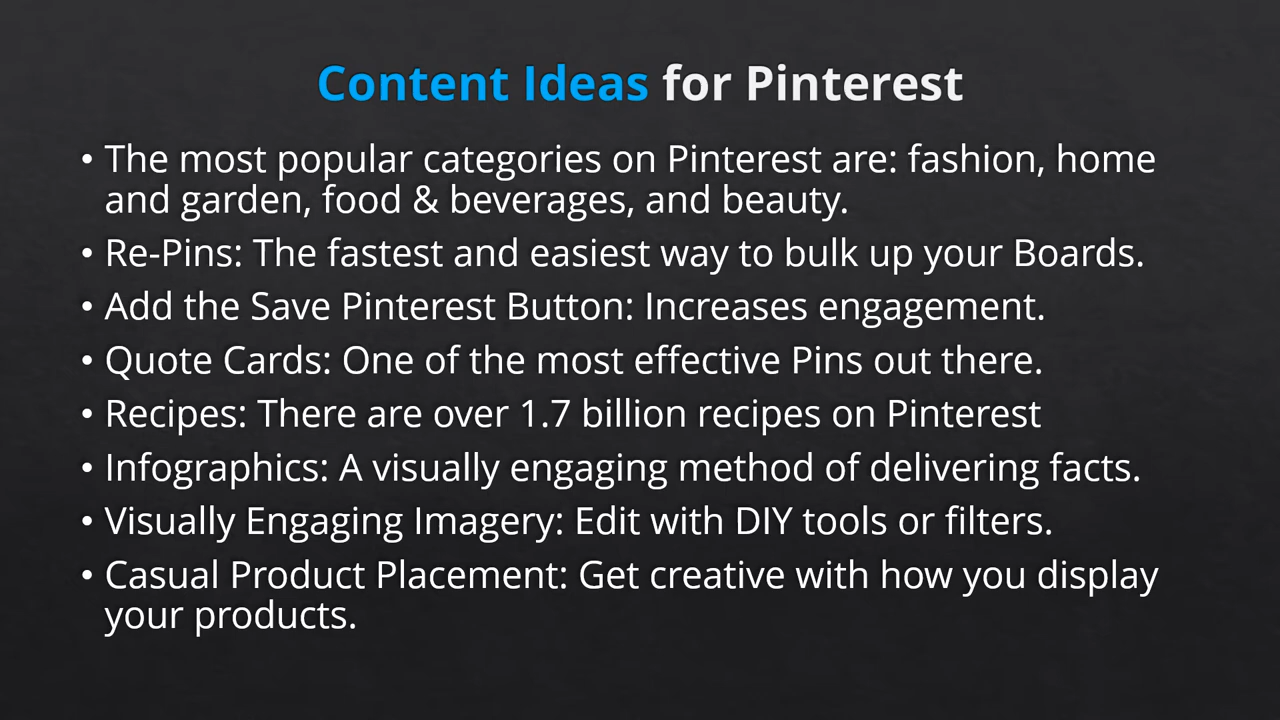 Content Ideas for Pinterest
• The most popular categories on Pinterest are: fashion, home
and garden, food & beverages, and beauty.
• Re-Pins: The fastest and easiest way to bulk up your Boards.
• Add the Save Pinterest Button: Increases engagement.
• Quote Cards: One of the most effective Pins out there.
• Recipes: There are over 1.7 billion recipes on Pinterest
• Infographics: A visually engaging method of delivering facts.
• Visually Engaging Imagery: Edit with DIY tools or filters.
• Casual Product Placement: Get creative with how you display
your products.